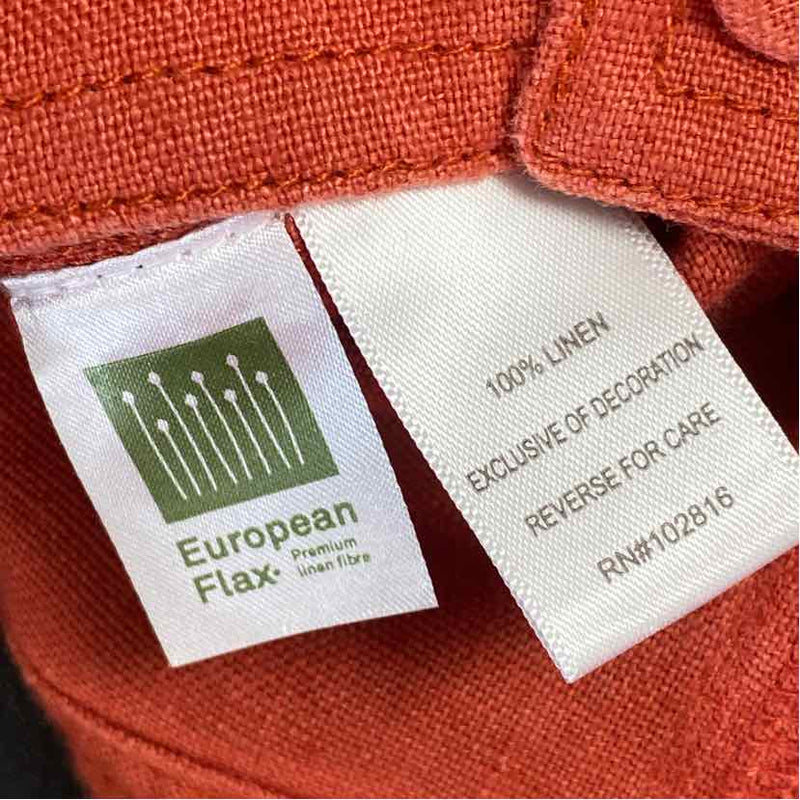 European
Flax.
Premium
linen fibre
100% LINEN
EXCLUSIVE OF DECORATION
REVERSE FOR CARE
RN#102816